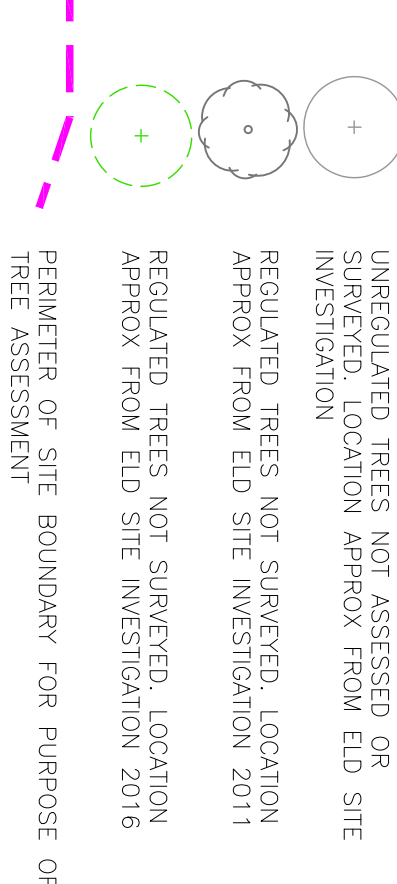 UNREGULATED TREES NOT ASSESSED OR
SURVEYED. LOCATION APPROX FROM ELD SITE
INVESTIGATION
REGULATED TREES NOT SURVEYED. LOCATION
APPROX FROM ELD SITE INVESTIGATION 2011
REGULATED TREES NOT SURVEYED. LOCATION
APPROX FROM ELD SITE INVESTIGATION 2016
PERIMETER OF SITE BOUNDARY FOR PURPOSE OF
TREE ASSESSMENT